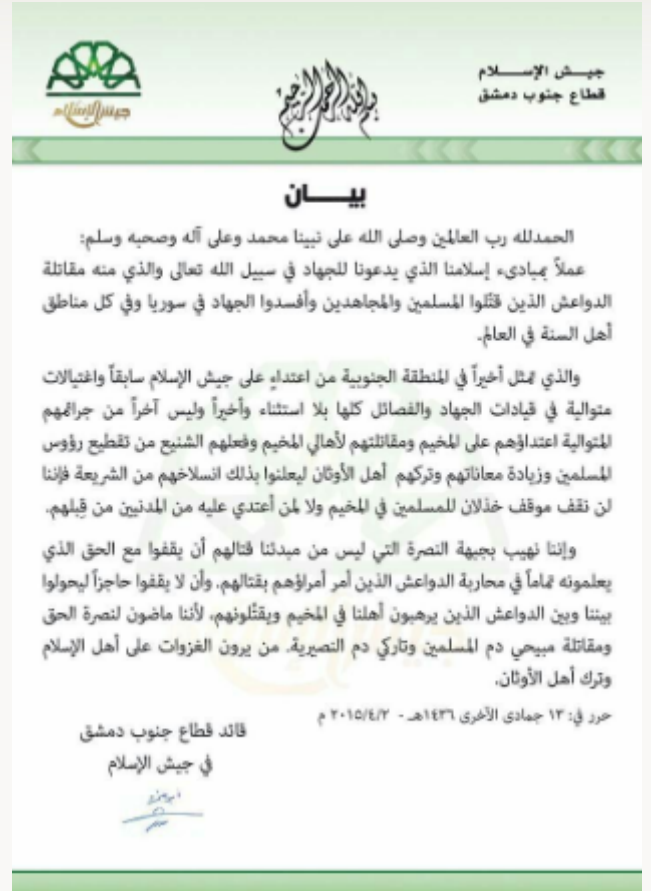 جيـــش الإســــــلام
قطاع جنوب دمشق
بسم الله الرحمن الرحيم
جيش الإسلام
بيـــــان
الحمدلله رب العالمين وصلى الله على نبينا محمد وعلى آله وصحبه وسلم:
عملاً بمبادىء إسلامنا الذي يدعونا للجهاد في سبيل الله تعالى والذي منه مقاتلة
الدواعش الذين قتّلوا المسلمين والمجاهدين وأفسدوا الجهاد في سوريا وفي كل مناطق
أهل السنة في العالم.
والذي تمثل أخيراً في المنطقة الجنوبية من اعتداءٍ على جيش الإسلام سابقاً واغتيالات
متوالية في قيادات الجهاد والفصائل كلها بلا استثناء وأخيراً وليس آخراً من جرائمهم
المتوالية اعتداؤهم على المخيم ومقاتلتهم لأهالي المخيم وفعلهم الشنيع من تقطيع رؤوس
المسلمين وزيادة معاناتهم وتركهم أهل الأوثان ليعلنوا بذلك انسلاخهم من الشريعة فإننا
لن نقف موقف خذلان للمسلمين في المخيم ولا لمن أعتدي عليه من المدنيين من قِبلهم.
وإننا نهيب بجبهة النصرة التي ليس من مبدئنا قتالهم أن يقفوا مع الحق الذي
يعلمونه تماماً في محاربة الدواعش الذين أمر أمراؤهم بقتالهم. وأن لا يقفوا حاجزاً ليحولوا
بيننا وبين الدواعش الذين يرهبون أهلنا في المخيم ويقتّلونهم، لأننا ماضون لنصرة الحق
ومقاتلة مبيحي دم المسلمين وتاركي دم النصيرية. من يرون الغزوات على أهل الإسلام
وترك أهل الأوثان.
حرر في: ١٣ جمادى الآخرى ١٤٣٦هـ - ٢٠١٥/٤/٢ م
قائد قطاع جنوب دمشق
في جيش الإسلام